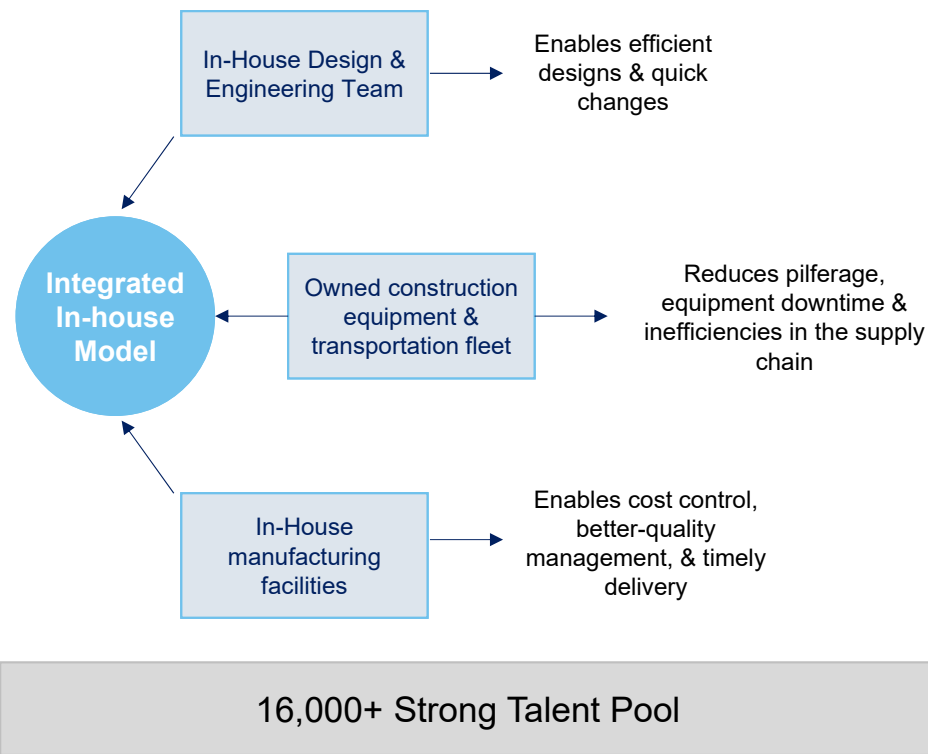 In-House Design &
Engineering Team
Enables efficient
designs & quick
changes
Integrated
In-house
Model
Owned construction
equipment &
transportation fleet
Reduces pilferage,
equipment downtime &
inefficiencies in the supply
chain
In-House
manufacturing
facilities
Enables cost control,
better-quality
management, & timely
delivery
16,000+ Strong Talent Pool